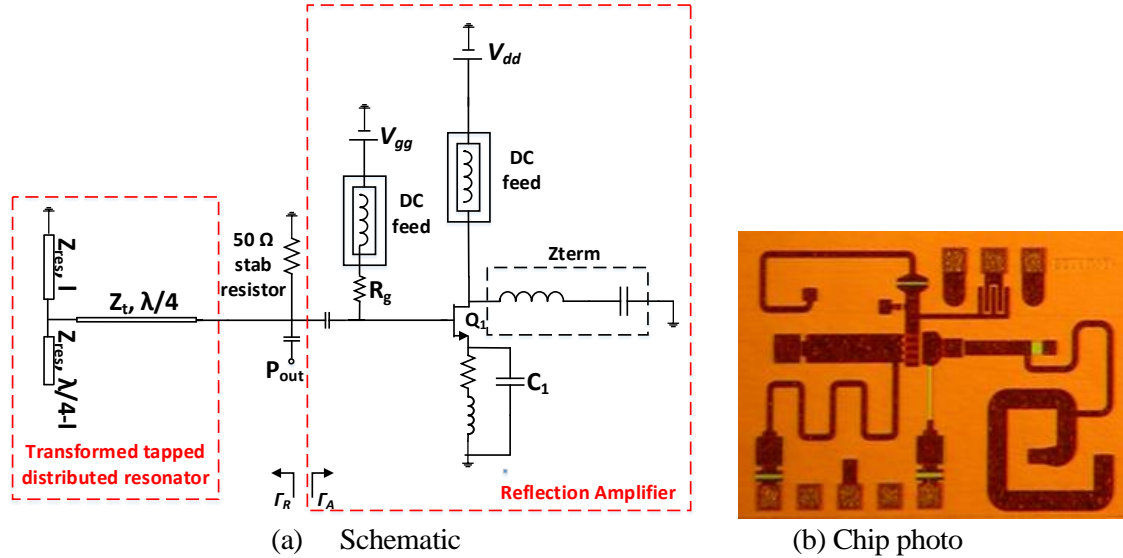 V_dd
V_gg
DC
feed
DC
feed
Z_res, l
Z_res, λ/4-l
Z_t, λ/4
50 Ω
stab
resistor
R_g
Zterm
Q_1
C_1
P_out
Transformed tapped
distributed resonator
Γ_R
Γ_A
Reflection Amplifier
(a) Schematic
(b) Chip photo